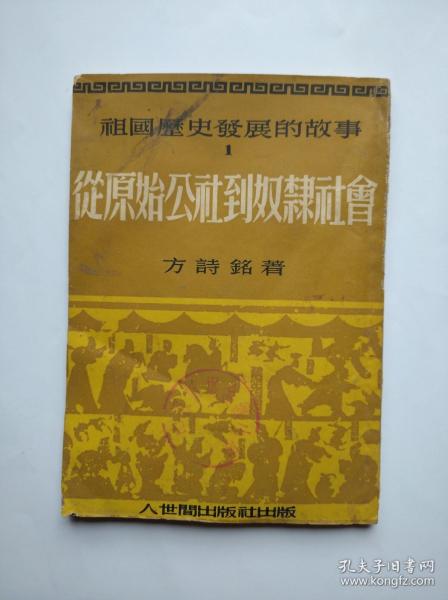 祖國歷史發展的故事
1
從原始公社到奴隸社會
方詩銘著
人世間出版社出版
孔夫子旧书网
www.kongfz.com